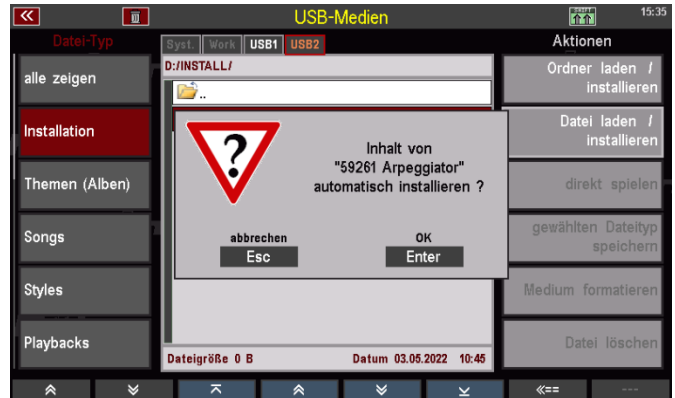 USB-Medien
15:35
Datei-Typ
Syst. Work USB1 USB2
Aktionen
D:/INSTALL/
..
alle zeigen
Installation
Themen (Alben)
Songs
Styles
Playbacks
?
Inhalt von
"59261 Arpeggiator"
automatisch installieren ?
abbrechen OK
Esc Enter
Dateigröße 0 B Datum 03.05.2022 10:45
Ordner laden /
installieren
Datei laden /
installieren
direkt spielen
gewählten Dateityp
speichern
Medium formatieren
Datei löschen
«== ---